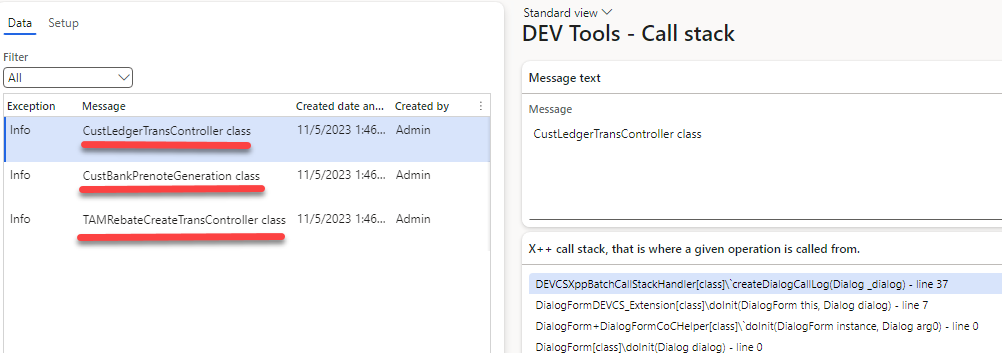 Data Setup
Filter
All
Exception Message Created date an... Created by
Info CustLedgerTransController class 11/5/2023 1:46... Admin
Info CustBankPrenoteGeneration class 11/5/2023 1:46... Admin
Info TAMRebateCreateTransController class 11/5/2023 1:46... Admin
Standard view
DEV Tools - Call stack
Message text
Message
CustLedgerTransController class
X++ call stack, that is where a given operation is called from.
DEVCSXppBatchCallStackHandler[class]\`createDialogCallLog(Dialog _dialog) - line 37
DialogFormDEVCS_Extension[class]\doInit(DialogForm this, Dialog dialog) - line 7
DialogForm+DialogFormCoCHelper[class]\`doInit(DialogForm instance, Dialog arg0) - line 0
DialogForm[class]\doInit(Dialog dialog) - line 0